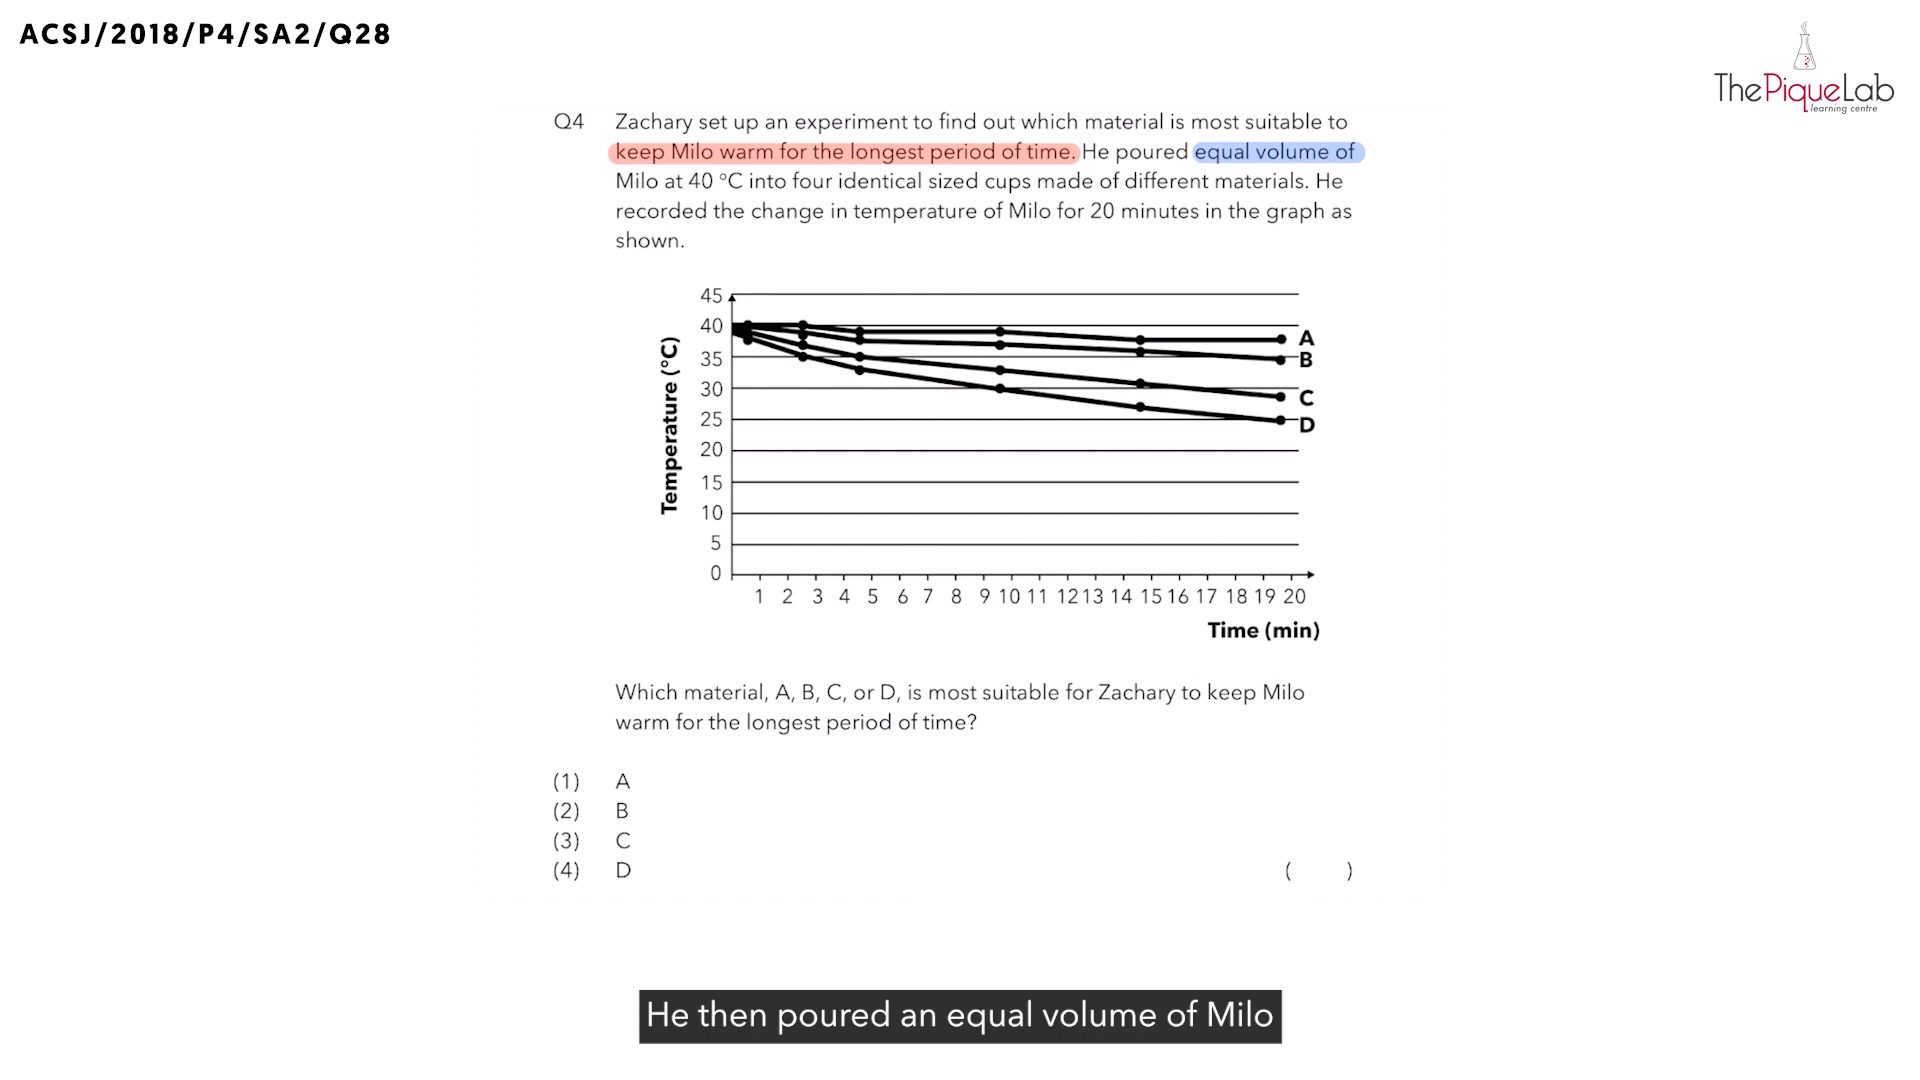 ACSJ/2018/P4/SA2/Q28
ThePiqueLab
learning centre
Q4 Zachary set up an experiment to find out which material is most suitable to
keep Milo warm for the longest period of time. He poured equal volume of
Milo at 40 °C into four identical sized cups made of different materials. He
recorded the change in temperature of Milo for 20 minutes in the graph as
shown.
Temperature (°C)
45
40
35
30
25
20
15
10
5
0
A
B
C
D
1 2 3 4 5 6 7 8 9 10 11 12 13 14 15 16 17 18 19 20
Time (min)
Which material, A, B, C, or D, is most suitable for Zachary to keep Milo
warm for the longest period of time?
(1) A
(2) B
(3) C
(4) D ( )
He then poured an equal volume of Milo